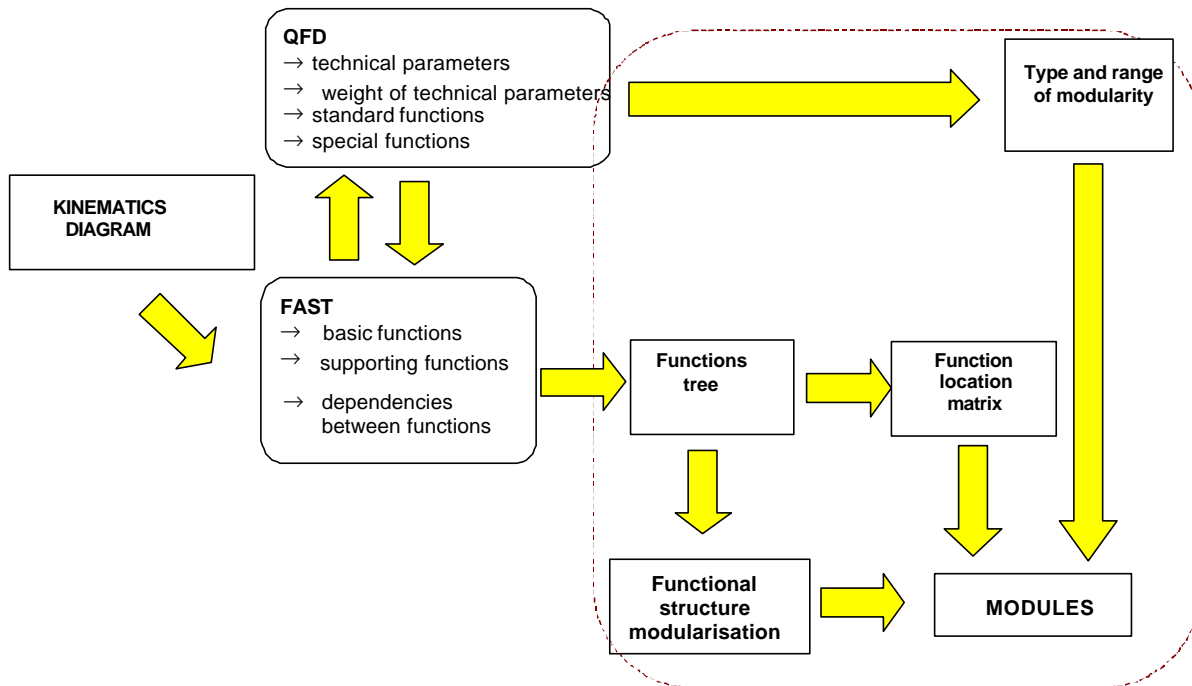 QFD
→ technical parameters
→ weight of technical parameters
→ standard functions
→ special functions
Type and range
of modularity
KINEMATICS
DIAGRAM
FAST
→ basic functions
→ supporting functions
→ dependencies
between functions
Functions
tree
Function
location
matrix
Functional
structure
modularisation
MODULES